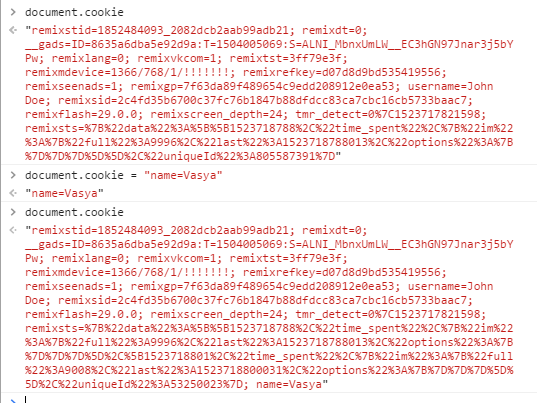 > document.cookie
< "remixstid=1852484093_2082dcb2aab99adb21; remixdt=0;
__gads=ID=8635a6dba5e92d9a:T=1504005069:S=ALNI_MbnxUmLW__EC3hGN97Jnar3j5bY
Pw; remixlang=0; remixvkcom=1; remixtst=3ff79e3f;
remixmdevice=1366/768/1/!!!!!!!; remixrefkey=d07d8d9bd535419556;
remixseenads=1; remixgp=7f63da89f489654c9edd208912e0ea53; username=John
Doe; remixsid=2c4fd35b6700c37fc76b1847b88dfdcc83ca7cbc16cb5733baac7;
remixflash=29.0.0; remixscreen_depth=24; tmr_detect=0%7C1523717821598;
remixsts=%7B%22data%22%3A%5B%5B1523718788%2C%22time_spent%22%2C%7B%22im%22
%3A%7B%22full%22%3A9996%2C%22last%22%3A1523718788013%2C%22options%22%3A%7B
%7D%7D%7D%5D%5D%2C%22uniqueId%22%3A805587391%7D"
> document.cookie = "name=Vasya"
< "name=Vasya"
> document.cookie
< "remixstid=1852484093_2082dcb2aab99adb21; remixdt=0;
__gads=ID=8635a6dba5e92d9a:T=1504005069:S=ALNI_MbnxUmLW__EC3hGN97Jnar3j5bY
Pw; remixlang=0; remixvkcom=1; remixtst=3ff79e3f;
remixmdevice=1366/768/1/!!!!!!!; remixrefkey=d07d8d9bd535419556;
remixseenads=1; remixgp=7f63da89f489654c9edd208912e0ea53; username=John
Doe; remixsid=2c4fd35b6700c37fc76b1847b88dfdcc83ca7cbc16cb5733baac7;
remixflash=29.0.0; remixscreen_depth=24; tmr_detect=0%7C1523717821598;
remixsts=%7B%22data%22%3A%5B%5B1523718788%2C%22time_spent%22%2C%7B%22im%22
%3A%7B%22full%22%3A9996%2C%22last%22%3A1523718788013%2C%22options%22%3A%7B
%7D%7D%7D%5D%2C%5B1523718801%2C%22time_spent%22%2C%7B%22im%22%3A%7B%22full
%22%3A9008%2C%22last%22%3A1523718800031%2C%22options%22%3A%7B%7D%7D%7D%5D%
5D%2C%22uniqueId%22%3A53250023%7D; name=Vasya"
>